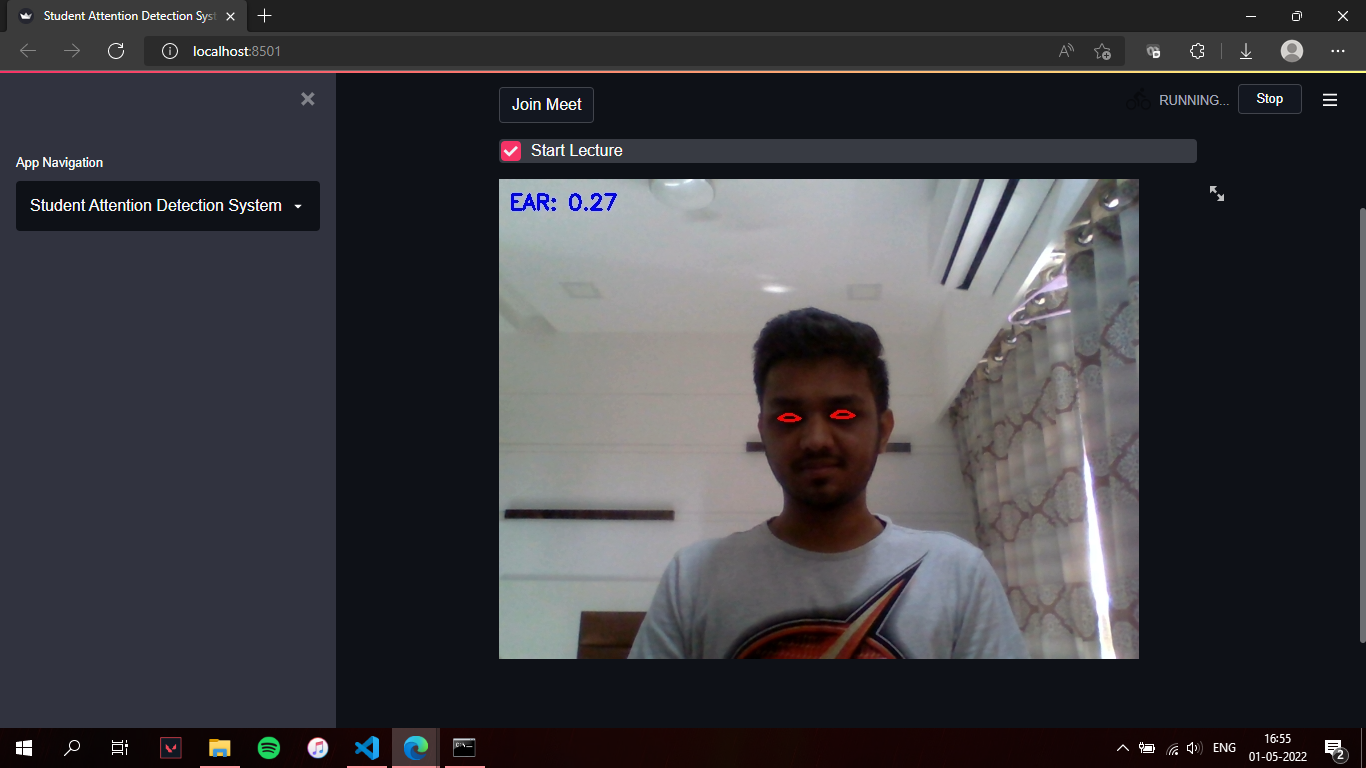 Student Attention Detection Syst
localhost:8501
Join Meet
RUNNING...
Stop
Start Lecture
App Navigation
Student Attention Detection System
EAR: 0.27
ENG
16:55
01-05-2022
2